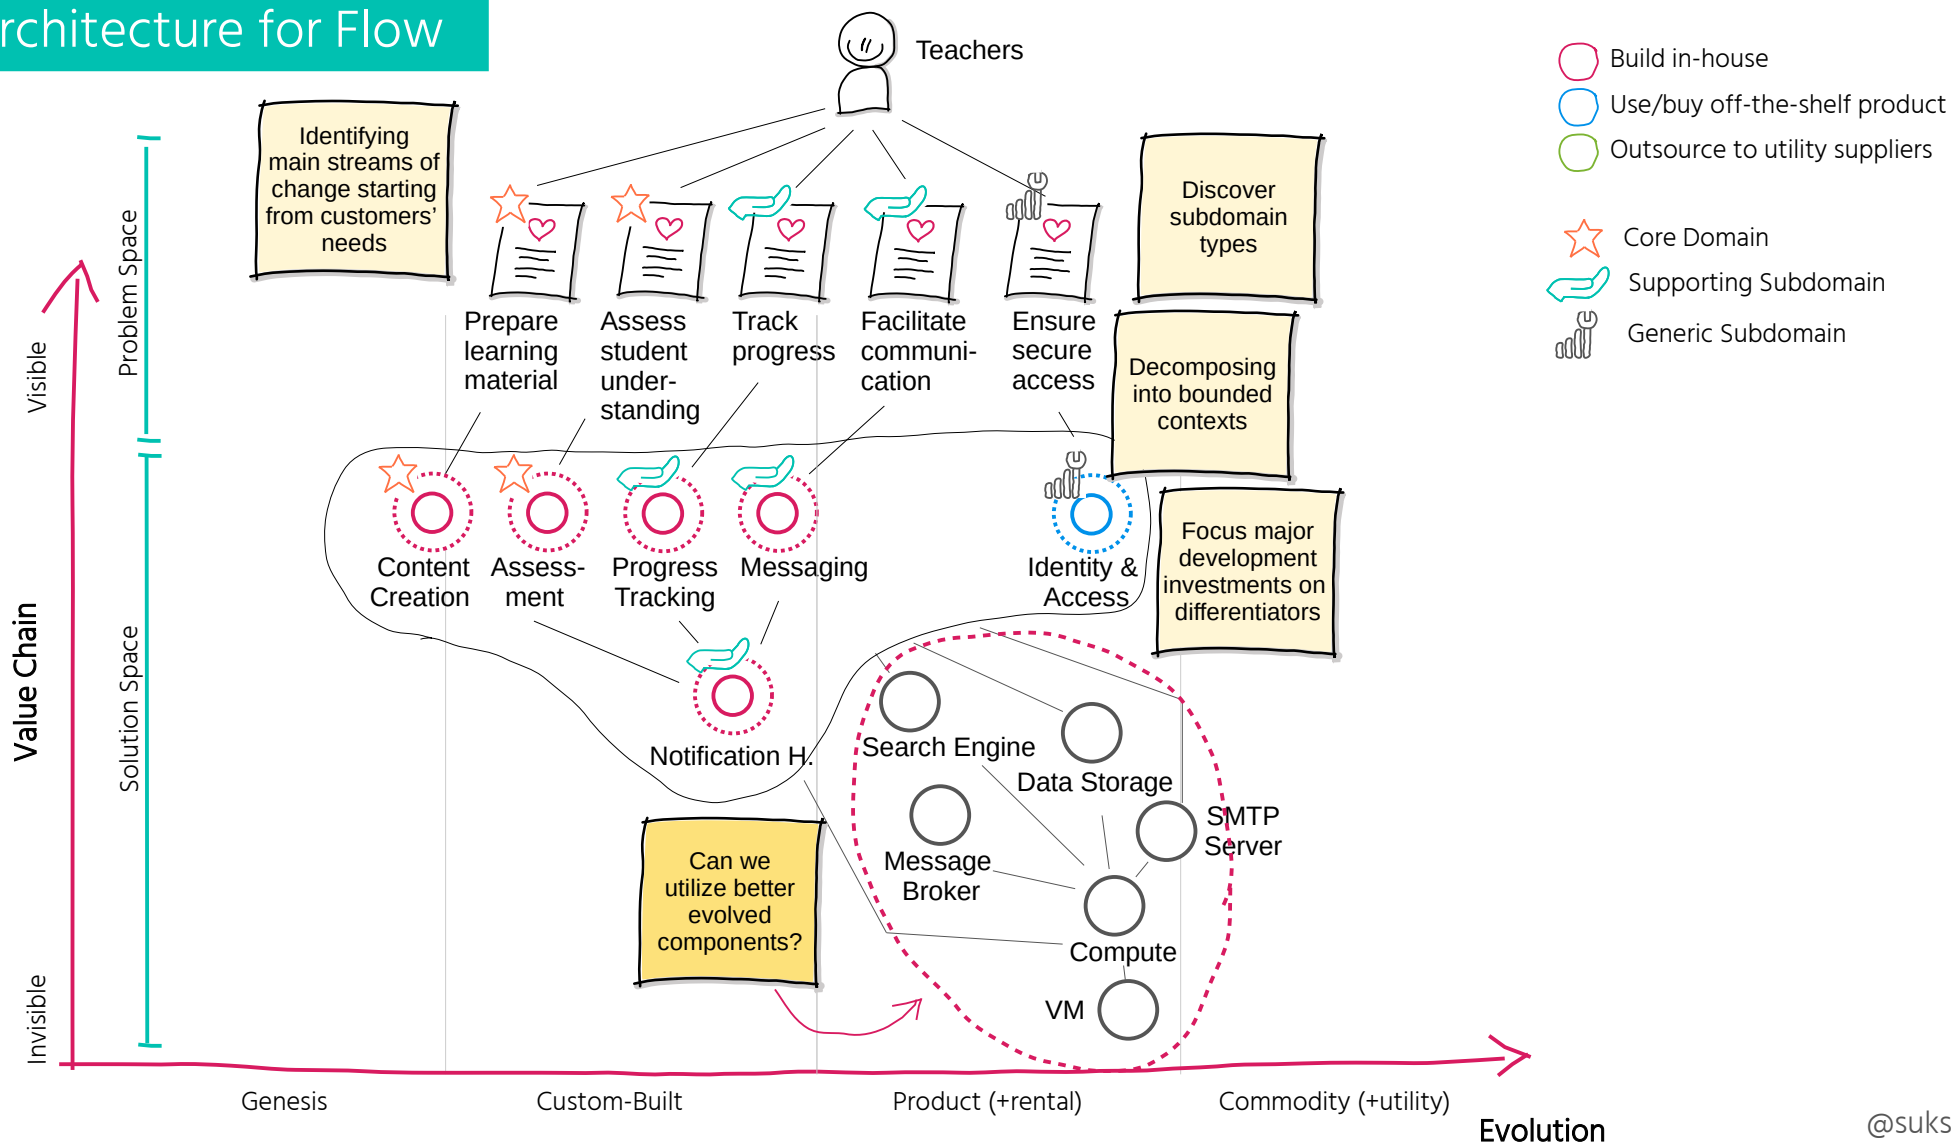 rchitecture for Flow
Teachers
Build in-house
Use/buy off-the-shelf product
Outsource to utility suppliers
Core Domain
Supporting Subdomain
Generic Subdomain
Identifying
main streams of
change starting
from customers'
needs
Discover
subdomain
types
Problem Space
Visible
Prepare
learning
material
Assess
student
under-
standing
Track
progress
Facilitate
communi-
cation
Ensure
secure
access
Decomposing
into bounded
contexts
Focus major
development
investments on
differentiators
Content
Creation
Assess-
ment
Progress
Tracking
Messaging
Identity &
Access
Value Chain
Solution Space
Notification H.
Search Engine
Data Storage
SMTP
Server
Message
Broker
Can we
utilize better
evolved
components?
Compute
VM
Invisible
Genesis
Custom-Built
Product (+rental)
Commodity (+utility)
Evolution
@suks